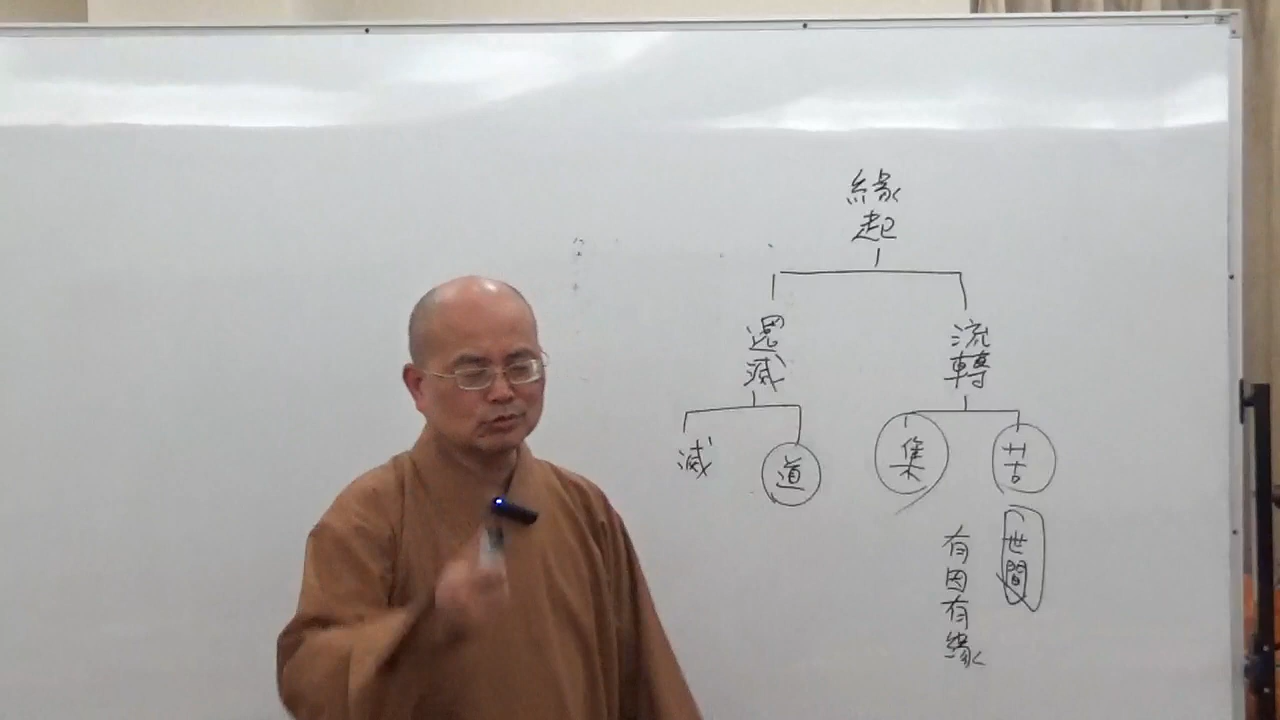 緣起
流轉
還滅
苦
集
道
滅
世間
有因有緣